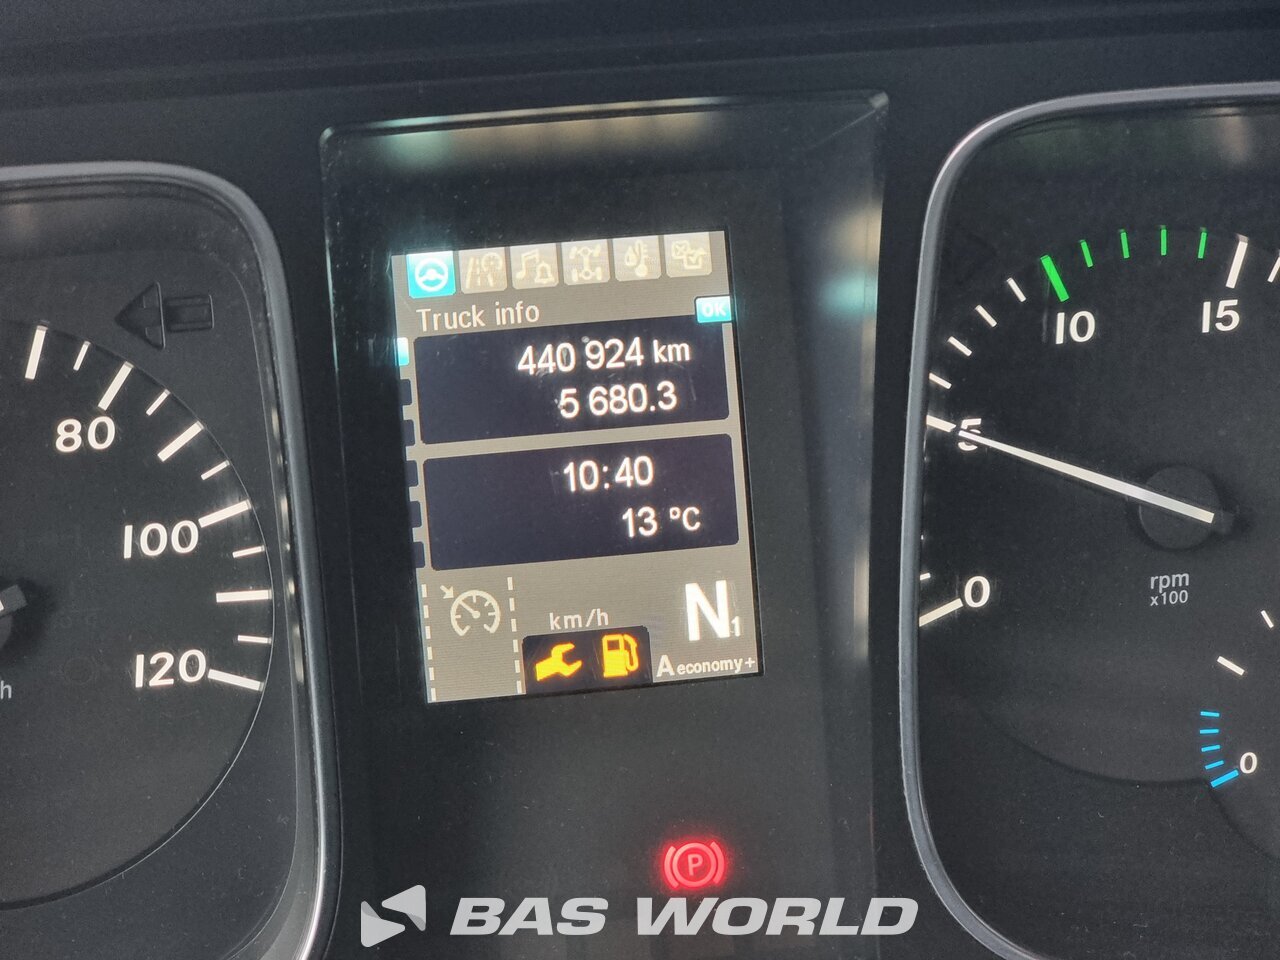 Truck info
OK
440 924 km
5 680.3
10:40
13 °C
km/h
N1
A economy+
80
100
120
h
0
5
10
15
rpm
x100
0
P
BAS WORLD